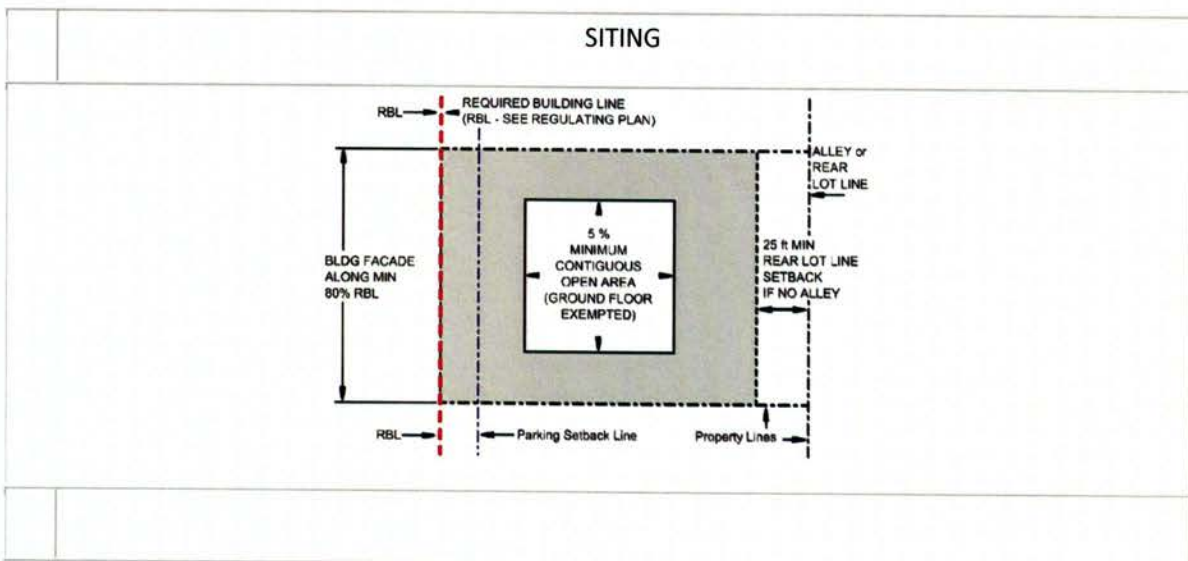 SITING
RBL
REQUIRED BUILDING LINE
(RBL - SEE REGULATING PLAN)
ALLEY or
REAR
LOT LINE
BLDG FACADE
ALONG MIN
80% RBL
5 %
MINIMUM
CONTIGUOUS
OPEN AREA
(GROUND FLOOR
EXEMPTED)
25 ft MIN
REAR LOT LINE
SETBACK
IF NO ALLEY
RBL
Parking Setback Line
Property Lines